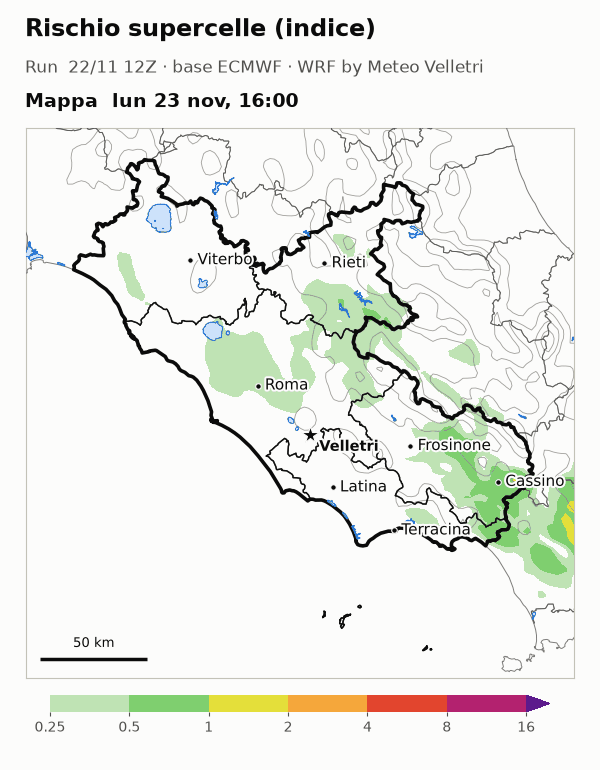 Rischio supercelle (indice)
Run  22/11 12Z · base ECMWF · WRF by Meteo Velletri
Mappa  lun 23 nov, 16:00
Viterbo
Rieti
Roma
Velletri
Frosinone
Cassino
Latina
Terracina
50 km
0.25 0.5 1 2 4 8 16